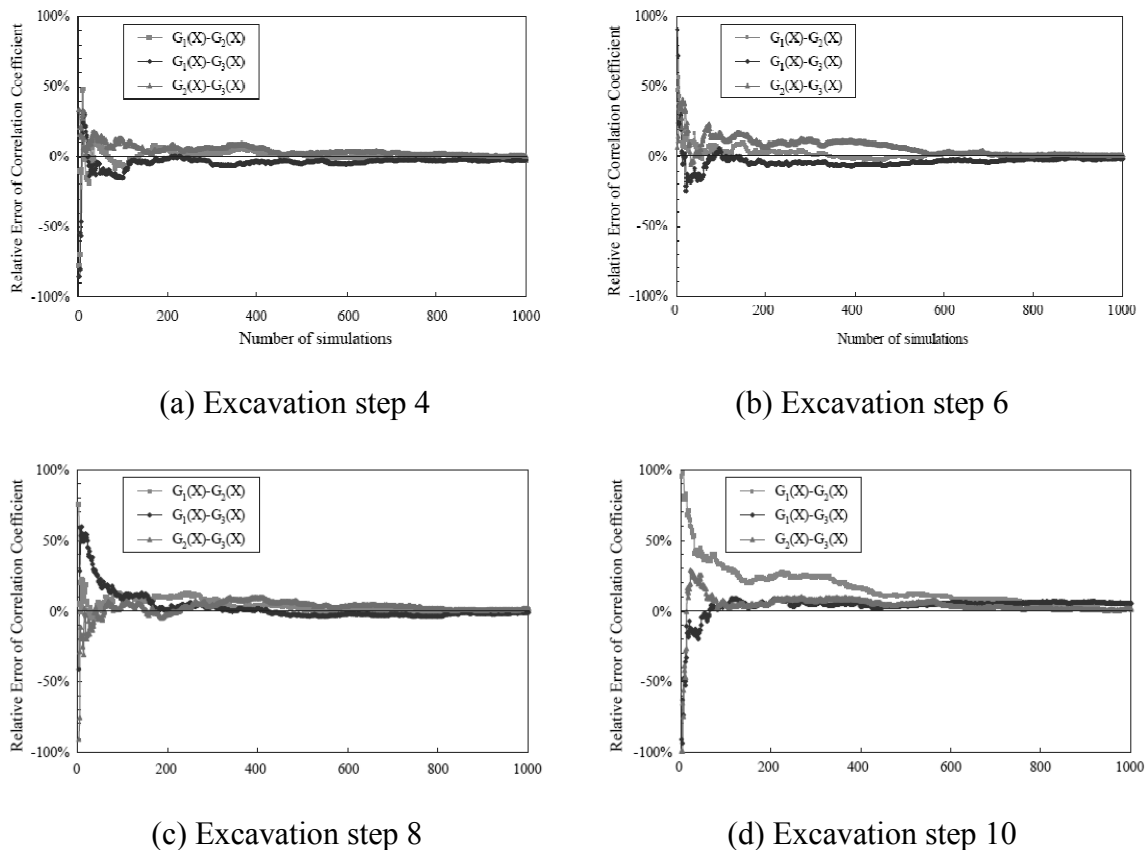 100%
50%
0%
-50%
-100%
Relative Error of Correlation Coefficient
G₁(X)-G₂(X)
G₁(X)-G₃(X)
G₂(X)-G₃(X)
0 200 400 600 800 1000
Number of simulations
(a) Excavation step 4
100%
50%
0%
-50%
-100%
Relative Error of Correlation Coefficient
G₁(X)-G₂(X)
G₁(X)-G₃(X)
G₂(X)-G₃(X)
0 200 400 600 800 1000
Number of simulations
(b) Excavation step 6
100%
50%
0%
-50%
-100%
Relative Error of Correlation Coefficient
G₁(X)-G₂(X)
G₁(X)-G₃(X)
G₂(X)-G₃(X)
0 200 400 600 800 1000
(c) Excavation step 8
100%
50%
0%
-50%
-100%
Relative Error of Correlation Coefficient
G₁(X)-G₂(X)
G₁(X)-G₃(X)
G₂(X)-G₃(X)
0 200 400 600 800 1000
(d) Excavation step 10